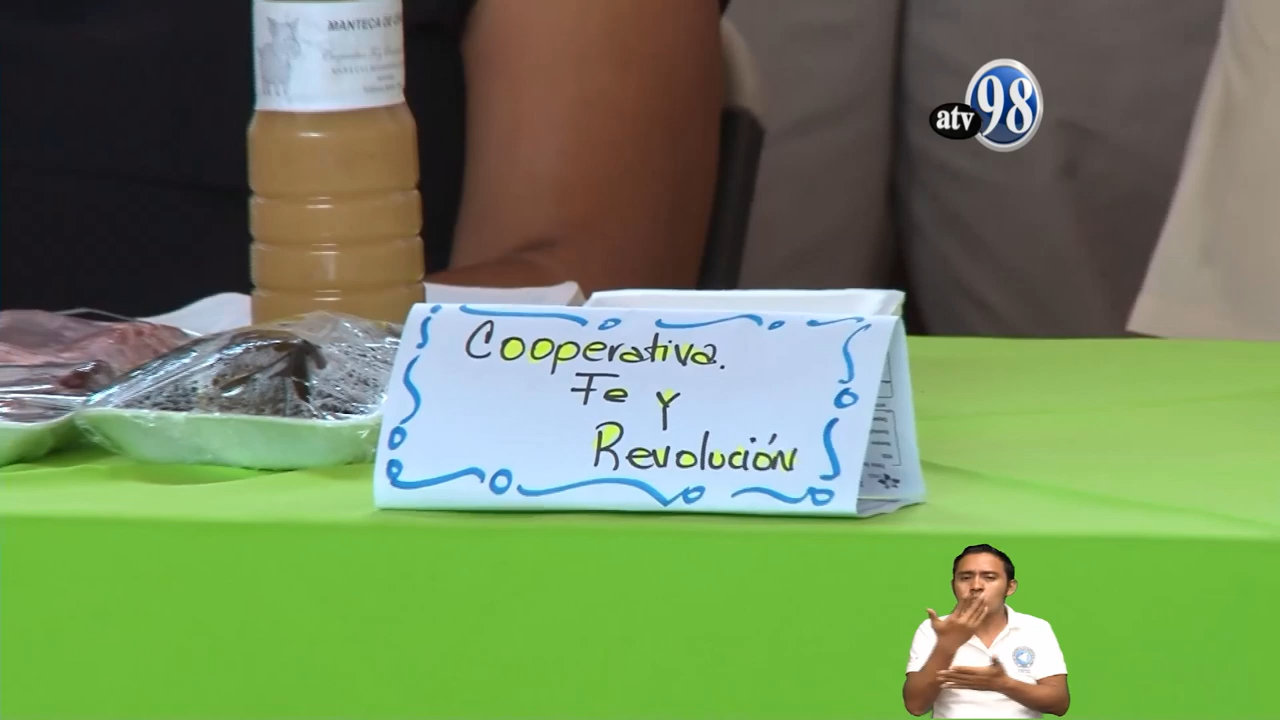 MANTECA DE
atv 98
Cooperativa.
Fe y
Revolución